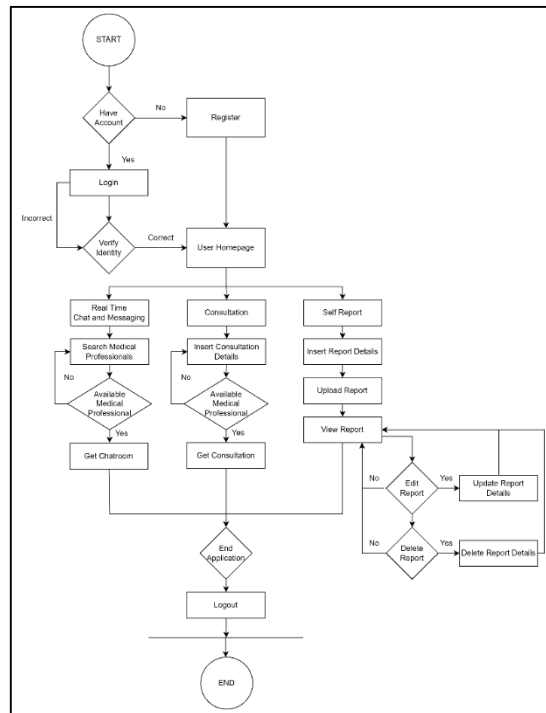 START
Have
Account
No
Register
Yes
Login
Incorrect
Verify
Identity
Correct
User Homepage
Real Time
Chat and Messaging
Consultation
Self Report
Search Medical
Professionals
Insert Consultation
Details
Insert Report Details
No
Available
Medical
Professional
No
Available
Medical
Professional
Upload Report
Yes
Yes
View Report
Get Chatroom
Get Consultation
No
Edit
Report
Yes
Update Report
Details
No
Delete
Report
Yes
Delete Report Details
End
Application
Logout
END